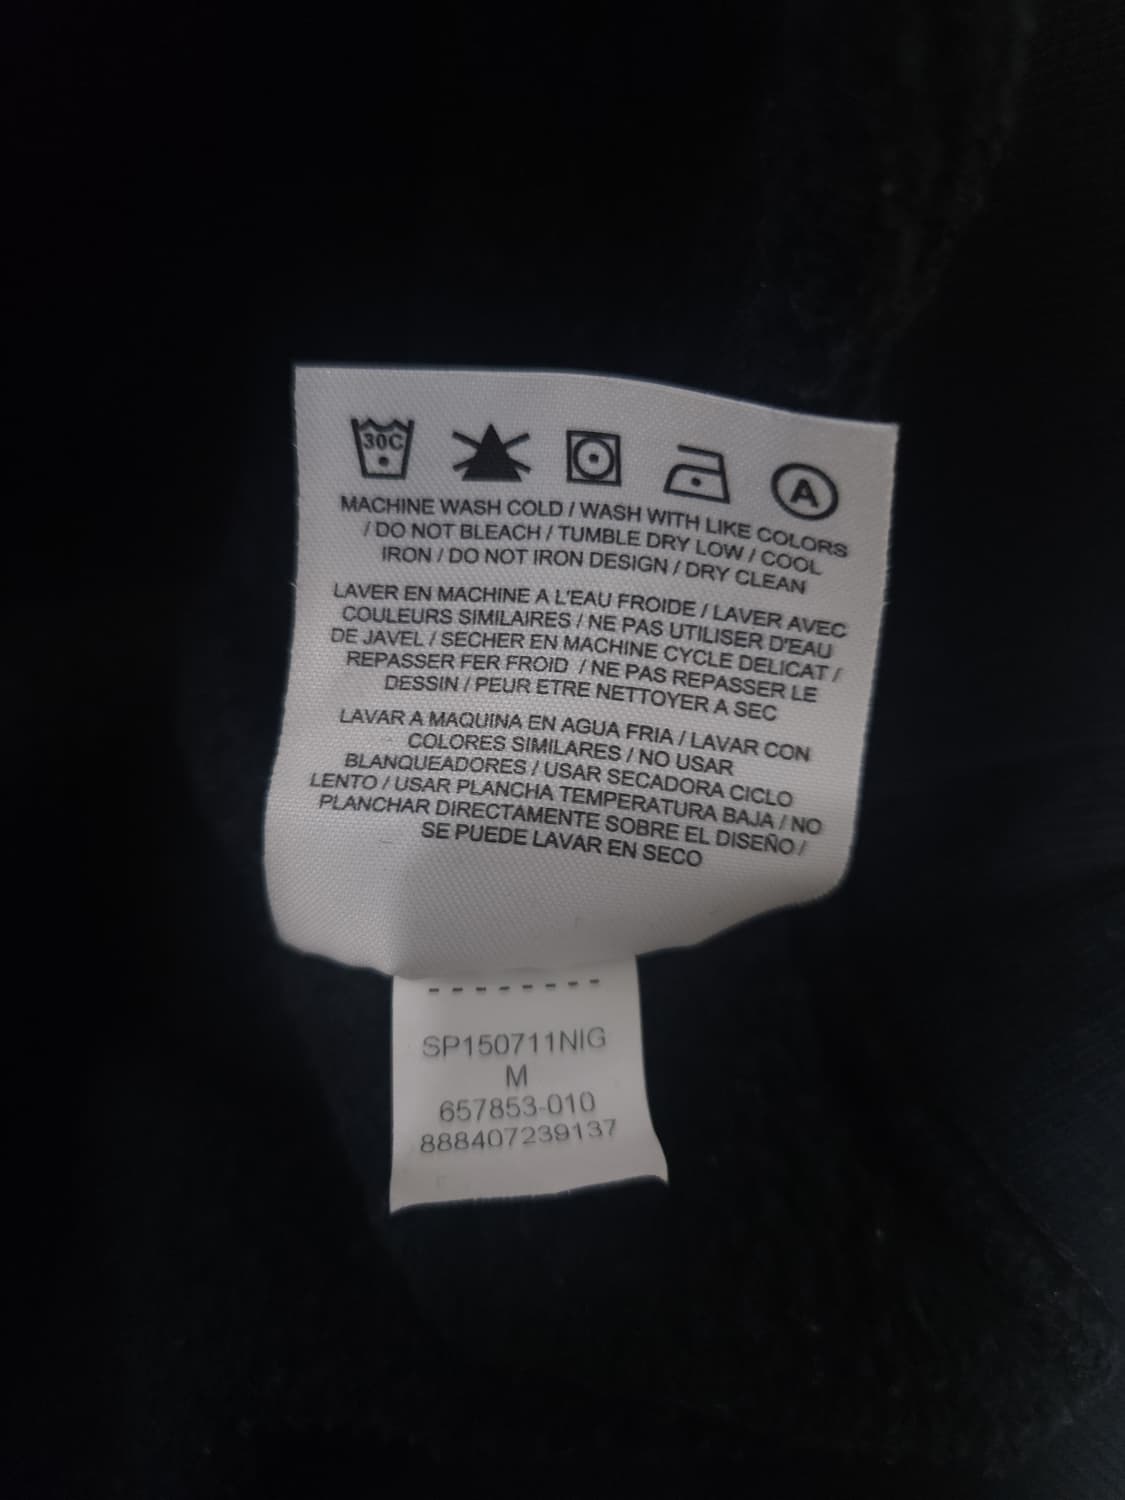 30C
A
MACHINE WASH COLD / WASH WITH LIKE COLORS
/ DO NOT BLEACH / TUMBLE DRY LOW / COOL
IRON / DO NOT IRON DESIGN / DRY CLEAN
LAVER EN MACHINE A L'EAU FROIDE / LAVER AVEC
COULEURS SIMILAIRES / NE PAS UTILISER D'EAU
DE JAVEL / SECHER EN MACHINE CYCLE DELICAT /
REPASSER FER FROID / NE PAS REPASSER LE
DESSIN / PEUR ETRE NETTOYER A SEC
LAVAR A MAQUINA EN AGUA FRIA / LAVAR CON
COLORES SIMILARES / NO USAR
BLANQUEADORES / USAR SECADORA CICLO
LENTO / USAR PLANCHA TEMPERATURA BAJA / NO
PLANCHAR DIRECTAMENTE SOBRE EL DISEÑO /
SE PUEDE LAVAR EN SECO
SP150711NIG
M
657853-010
888407239137